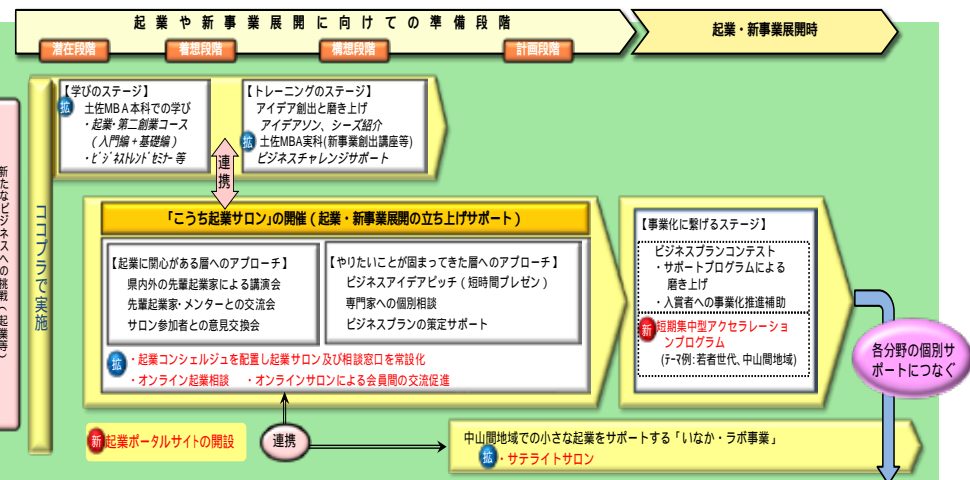 起業や新事業展開に向けての準備段階
起業・新事業展開時
潜在段階
着想段階
構想段階
計画段階
新たなビジネスへの挑戦(起業等)
ココプラで実施
【学びのステージ】
拡 土佐MBA本科での学び
・起業・第二創業コース
(入門編+基礎編)
・ビジネストレンドセミナー等
【トレーニングのステージ】
アイデア創出と磨き上げ
アイデアソン、シーズ紹介
拡 土佐MBA実科(新事業創出講座等)
ビジネスチャレンジサポート
連携
「こうち起業サロン」の開催(起業・新事業展開の立ち上げサポート)
【起業に関心がある層へのアプローチ】
県内外の先輩起業家による講演会
先輩起業家・メンターとの交流会
サロン参加者との意見交換会
【やりたいことが固まってきた層へのアプローチ】
ビジネスアイデアピッチ(短時間プレゼン)
専門家への個別相談
ビジネスプランの策定サポート
拡 ・起業コンシェルジュを配置し起業サロン及び相談窓口を常設化
・オンライン起業相談 ・オンラインサロンによる会員間の交流促進
【事業化に繋げるステージ】
ビジネスプランコンテスト
・サポートプログラムによる
磨き上げ
・入賞者への事業化推進補助
新 短期集中型アクセラレーショ
ンプログラム
(テーマ例:若者世代、中山間地域)
各分野の個別サ
ポートにつなぐ
新 起業ポータルサイトの開設
連携
中山間地域での小さな起業をサポートする「いなか・ラボ事業」
拡 ・サテライトサロン